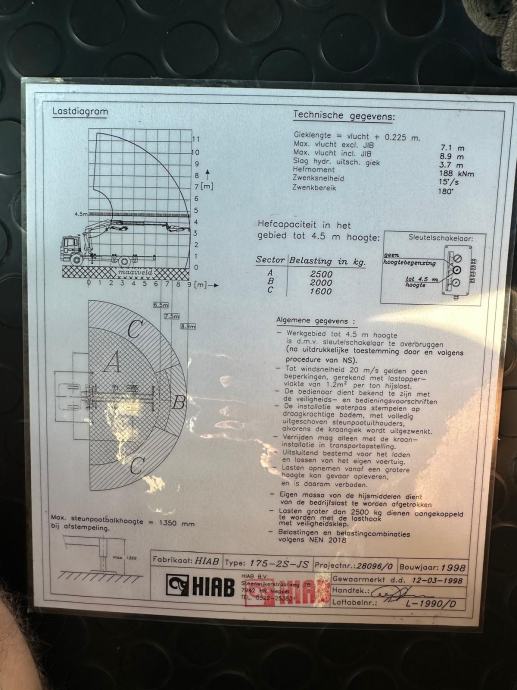 Lastdiagram
11
10
9
8
7 [m]
6
5
4
3
2
1
0
4.5m
maaiveld
0 1 2 3 4 5 6 7 8 9 [m]
6.3m
7.3m
8.9m
C
A
B
C
Max. steunpootbalkhoogte = 1350 mm
bij afstempeling.
max 1350
Technische gegevens:
Gieklengte = vlucht + 0.225 m.
Max. vlucht excl. JIB 7.1 m
Max. vlucht incl. JIB 8.9 m
Slag hydr. uitsch. giek 3.7 m
Hefmoment 188 kNm
Zwenksnelheid 15°/s
Zwenkbereik 180°
Hefcapaciteit in het
gebied tot 4.5 m hoogte:
Sector Belasting in kg.
A 2500
B 2000
C 1600
Sleutelschakelaar:
geen
hoogtebegenzing
tot 4.5 m
hoogte
Algemene gegevens :
- Werkgebied tot 4.5 m hoogte
is d.m.v. sleutelschakelaar te overbruggen
(na uitdrukkelijke toestemming door en volgens
procedure van NS).
- Tot windsnelheid 20 m/s gelden geen
beperkingen, gerekend met lastopper-
vlakte van 1.2m² per ton hijslast.
- De bedienaar dient bekend te zijn met
de veiligheids- en bedieningsvoorschriften
- De installatie waterpas stempelen op
draagkrachtige bodem, met volledig
uitgeschoven steunpootuithouders,
alvorens de kraangiek wordt uitgezwenkt.
- Verrijden mag alleen met de kraan-
installatie in transportopstelling.
- Uitsluitend bestemd voor het laden
en lossen van het eigen voertuig.
- Lasten opnemen vanaf een grotere
hoogte kan gevaar opleveren,
en is daarom verboden.
- Eigen massa van de hijsmiddelen dient
van de bedrijfslast te worden afgetrokken
- Lasten groter dan 2500 kg dienen aangekoppeld
te worden met de lasthaak
met veiligheidsklep.
- Belastingen en belastingcombinaties
volgens NEN 2018
Fabrikaat: HIAB Type: 175-2S-JS Projectnr.: 28096/0 Bouwjaar: 1998
HIAB
HIAB B.V.
HIAB
Gewaarmerkt d.d. 12-03-1998
Handtek.:
Lattabelnr.: L-1990/D